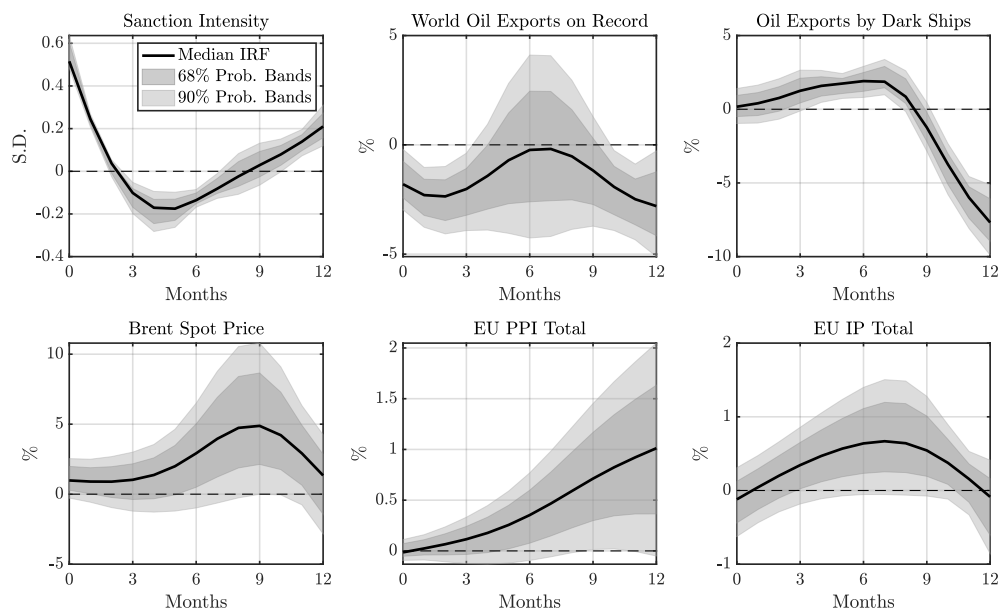 Sanction Intensity
0.6
0.4
0.2
0
-0.2
-0.4
S.D.
0 3 6 9 12
Months
Median IRF
68% Prob. Bands
90% Prob. Bands
World Oil Exports on Record
5
0
-5
%
0 3 6 9 12
Months
Oil Exports by Dark Ships
5
0
-5
-10
%
0 3 6 9 12
Months
Brent Spot Price
10
5
0
-5
%
0 3 6 9 12
Months
EU PPI Total
2
1.5
1
0.5
0
%
0 3 6 9 12
Months
EU IP Total
2
1
0
-1
%
0 3 6 9 12
Months